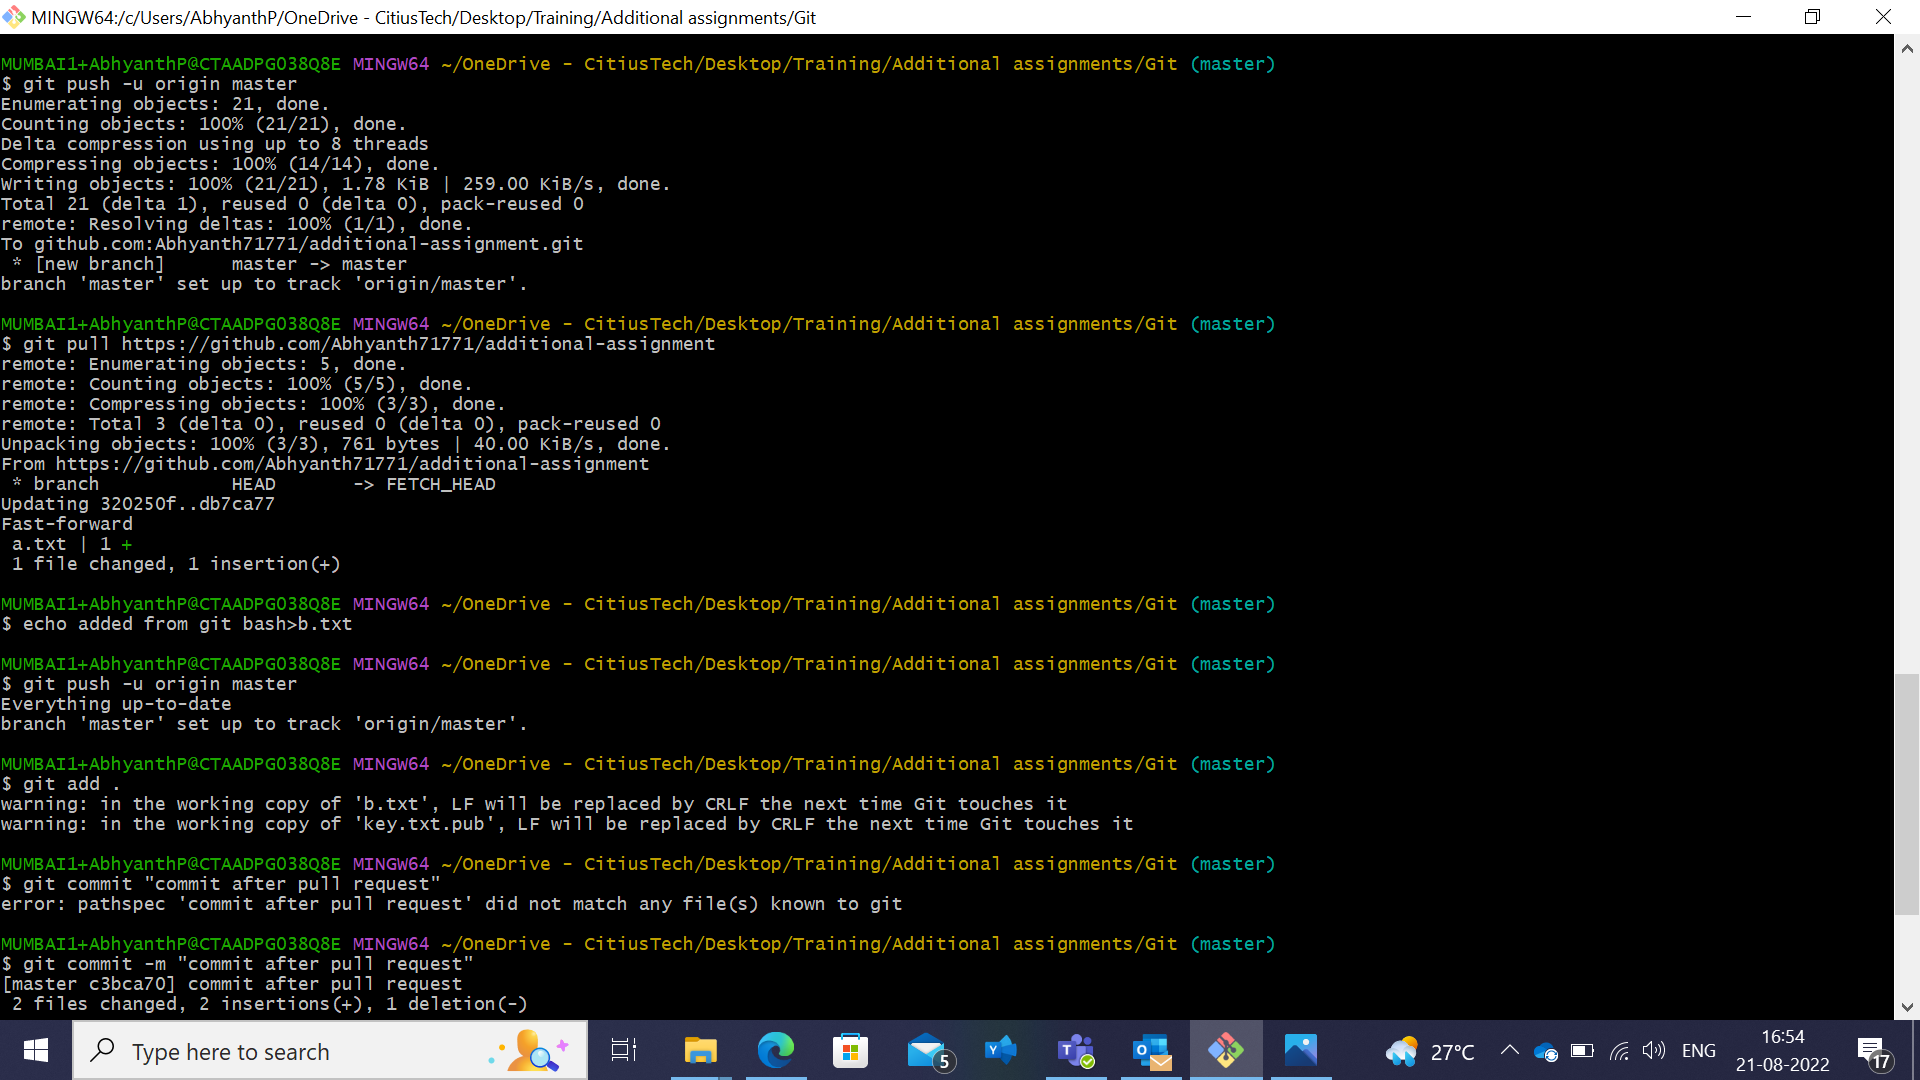 MINGW64:/c/Users/AbhyanthP/OneDrive - CitiusTech/Desktop/Training/Additional assignments/Git
MUMBAI1+AbhyanthP@CTAADPG038Q8E MINGW64 ~/OneDrive - CitiusTech/Desktop/Training/Additional assignments/Git (master)
$ git push -u origin master
Enumerating objects: 21, done.
Counting objects: 100% (21/21), done.
Delta compression using up to 8 threads
Compressing objects: 100% (14/14), done.
Writing objects: 100% (21/21), 1.78 KiB | 259.00 KiB/s, done.
Total 21 (delta 1), reused 0 (delta 0), pack-reused 0
remote: Resolving deltas: 100% (1/1), done.
To github.com:Abhyanth71771/additional-assignment.git
* [new branch] master -> master
branch 'master' set up to track 'origin/master'.
MUMBAI1+AbhyanthP@CTAADPG038Q8E MINGW64 ~/OneDrive - CitiusTech/Desktop/Training/Additional assignments/Git (master)
$ git pull https://github.com/Abhyanth71771/additional-assignment
remote: Enumerating objects: 5, done.
remote: Counting objects: 100% (5/5), done.
remote: Compressing objects: 100% (3/3), done.
remote: Total 3 (delta 0), reused 0 (delta 0), pack-reused 0
Unpacking objects: 100% (3/3), 761 bytes | 40.00 KiB/s, done.
From https://github.com/Abhyanth71771/additional-assignment
* branch HEAD -> FETCH_HEAD
Updating 320250f..db7ca77
Fast-forward
a.txt | 1 +
1 file changed, 1 insertion(+)
MUMBAI1+AbhyanthP@CTAADPG038Q8E MINGW64 ~/OneDrive - CitiusTech/Desktop/Training/Additional assignments/Git (master)
$ echo added from git bash>b.txt
MUMBAI1+AbhyanthP@CTAADPG038Q8E MINGW64 ~/OneDrive - CitiusTech/Desktop/Training/Additional assignments/Git (master)
$ git push -u origin master
Everything up-to-date
branch 'master' set up to track 'origin/master'.
MUMBAI1+AbhyanthP@CTAADPG038Q8E MINGW64 ~/OneDrive - CitiusTech/Desktop/Training/Additional assignments/Git (master)
$ git add .
warning: in the working copy of 'b.txt', LF will be replaced by CRLF the next time Git touches it
warning: in the working copy of 'key.txt.pub', LF will be replaced by CRLF the next time Git touches it
MUMBAI1+AbhyanthP@CTAADPG038Q8E MINGW64 ~/OneDrive - CitiusTech/Desktop/Training/Additional assignments/Git (master)
$ git commit "commit after pull request"
error: pathspec 'commit after pull request' did not match any file(s) known to git
MUMBAI1+AbhyanthP@CTAADPG038Q8E MINGW64 ~/OneDrive - CitiusTech/Desktop/Training/Additional assignments/Git (master)
$ git commit -m "commit after pull request"
[master c3bca70] commit after pull request
2 files changed, 2 insertions(+), 1 deletion(-)
Type here to search
5
27°C
ENG
16:54
21-08-2022
17